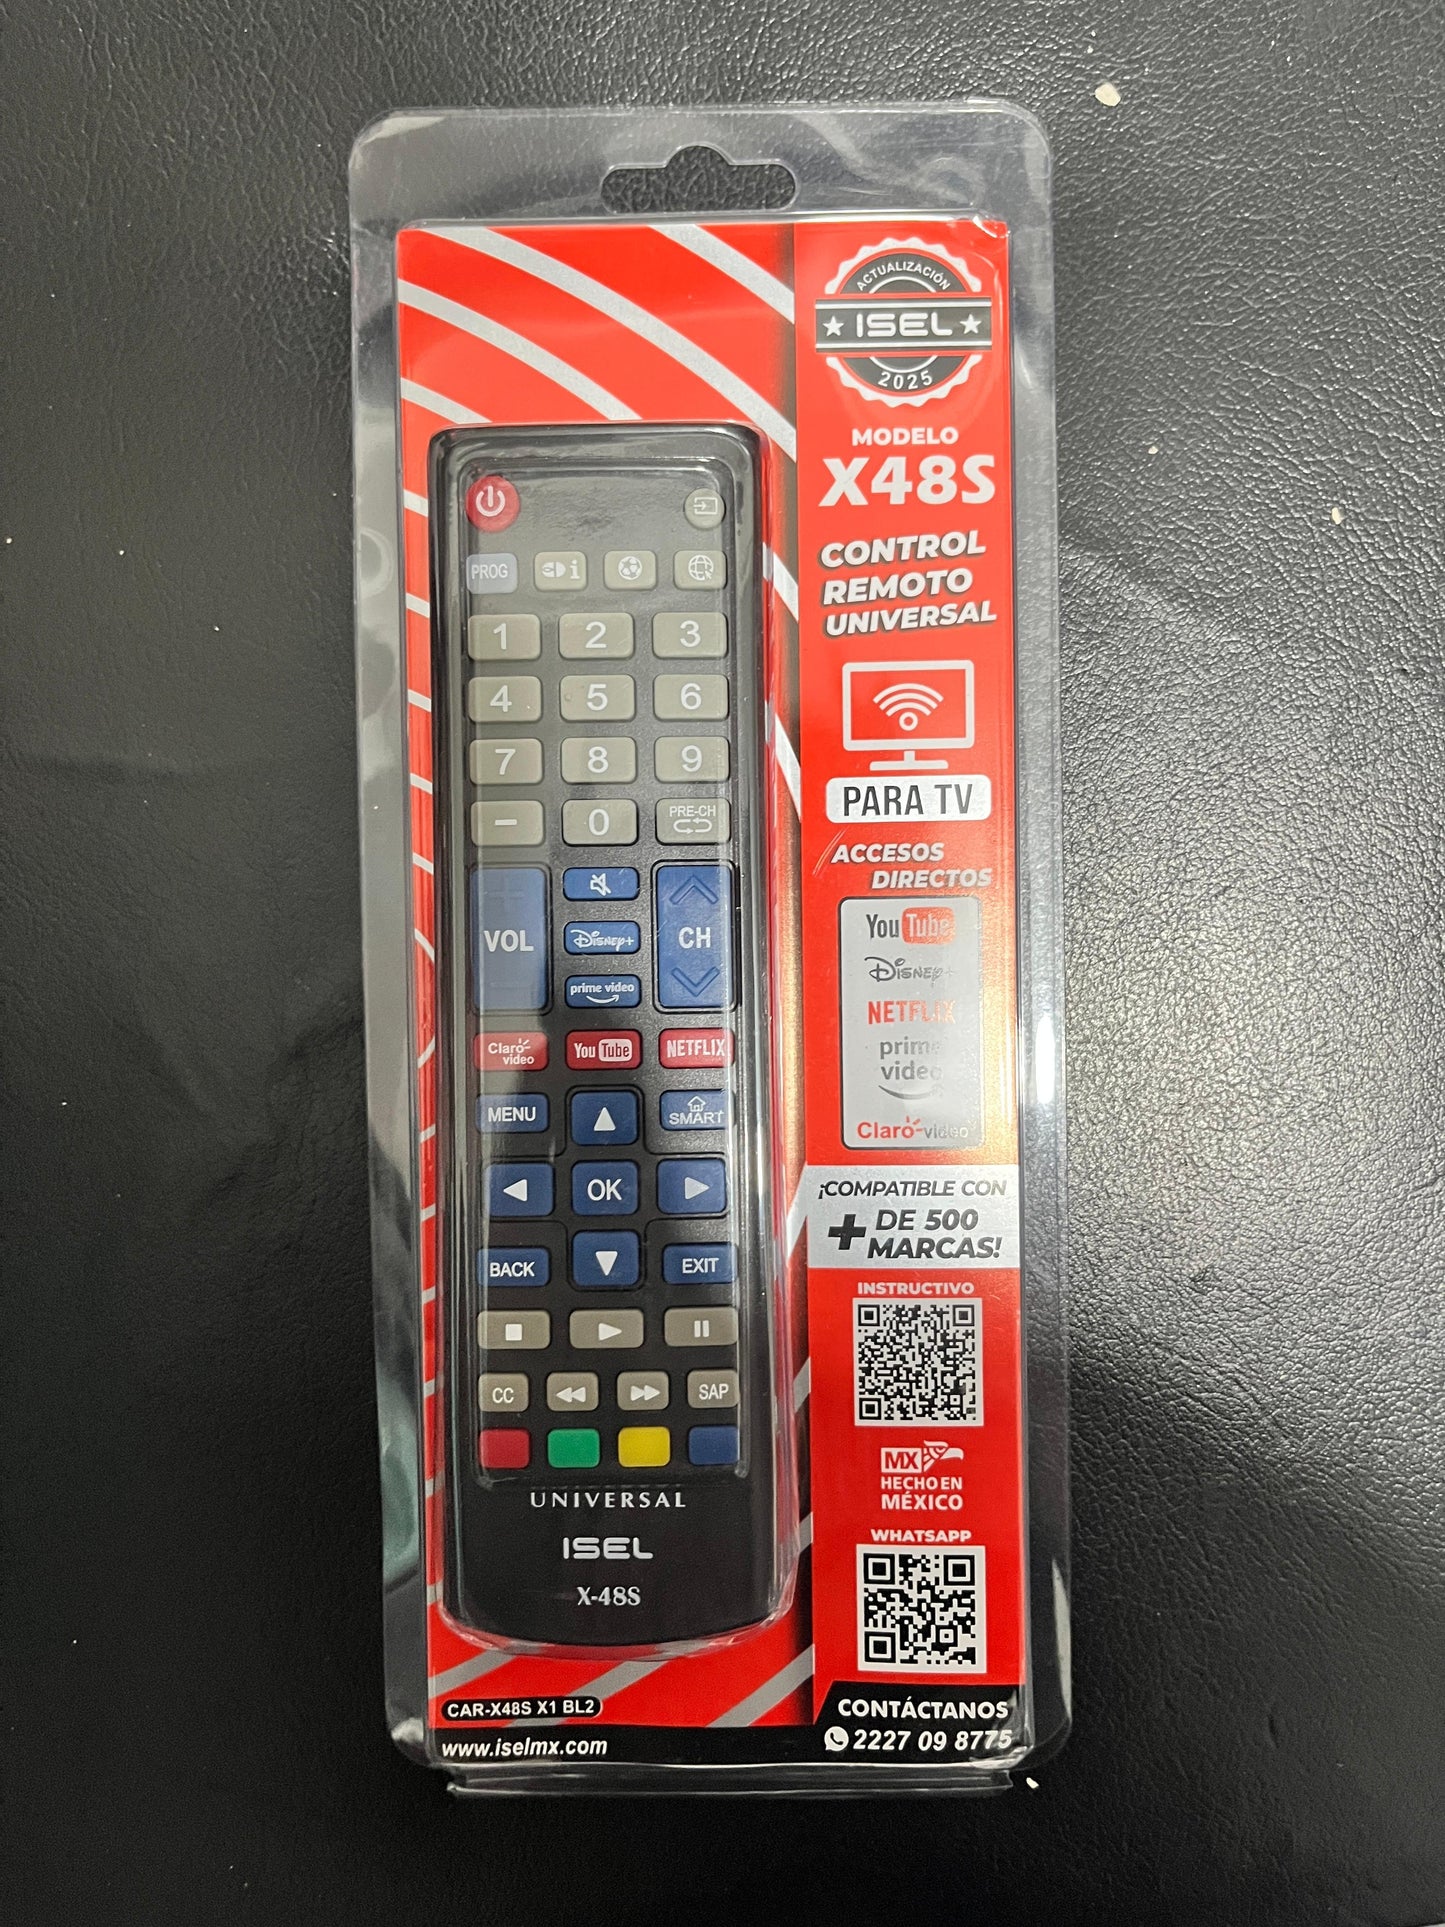 ACTUALIZACIÓN
ISEL
2025
MODELO
X48S
CONTROL
REMOTO
UNIVERSAL
PARA TV
ACCESOS
DIRECTOS
YouTube
Disney+
NETFLIX
prime
video
Claro-video
¡COMPATIBLE CON
+ DE 500
MARCAS!
INSTRUCTIVO
MX
HECHO EN
MÉXICO
WHATSAPP
CONTÁCTANOS
2227 09 8775
PROG
i
1 2 3
4 5 6
7 8 9
- 0 PRE-CH
VOL CH
Disney+
prime video
Claro-
video YouTube NETFLIX
MENU SMART
OK
BACK EXIT
CC SAP
UNIVERSAL
ISEL
X-48S
CAR-X48S X1 BL2
www.iselmx.com